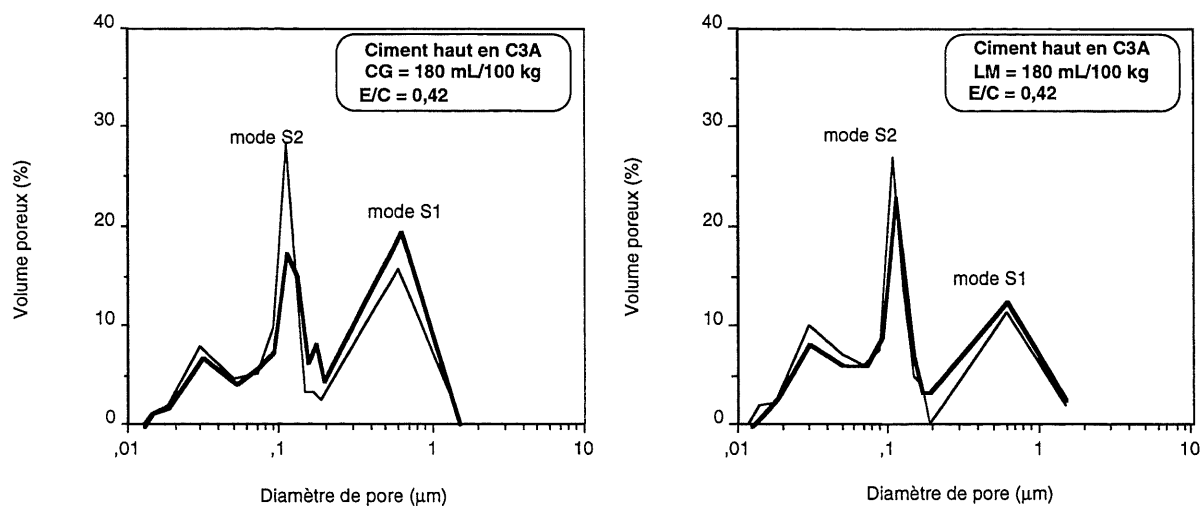 40
30
20
10
0
Volume poreux (%)
Ciment haut en C3A
CG = 180 mL/100 kg
E/C = 0,42
mode S2
mode S1
,01
,1
1
10
Diamètre de pore (μm)
40
30
20
10
0
Volume poreux (%)
Ciment haut en C3A
LM = 180 mL/100 kg
E/C = 0,42
mode S2
mode S1
,01
,1
1
10
Diamètre de pore (μm)